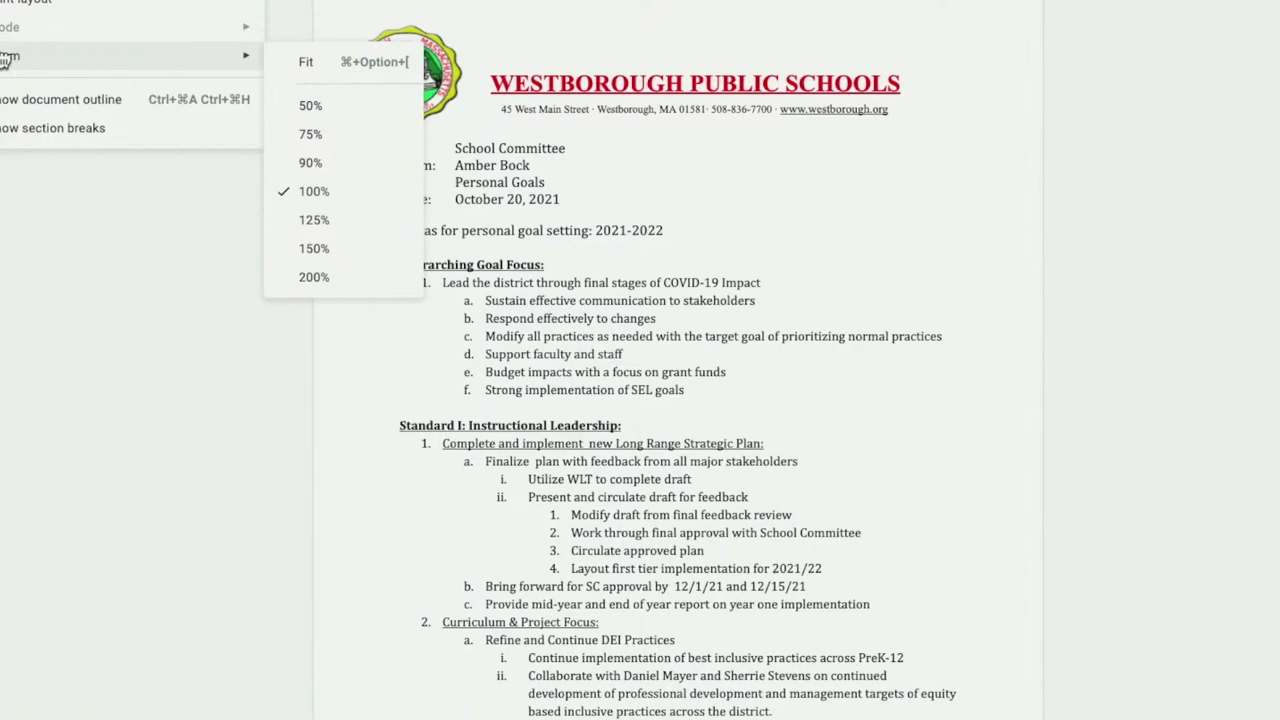 Show document outline Ctrl+⌘A Ctrl+⌘H
Show section breaks
Fit ⌘+Option+[
50%
75%
90%
100%
125%
150%
200%
MASSACHUSETTS
WESTBOROUGH PUBLIC SCHOOLS
45 West Main Street · Westborough, MA 01581· 508-836-7700 · www.westborough.org
School Committee
m: Amber Bock
Personal Goals
e: October 20, 2021
as for personal goal setting: 2021-2022
rarching Goal Focus:
1. Lead the district through final stages of COVID-19 Impact
a. Sustain effective communication to stakeholders
b. Respond effectively to changes
c. Modify all practices as needed with the target goal of prioritizing normal practices
d. Support faculty and staff
e. Budget impacts with a focus on grant funds
f. Strong implementation of SEL goals
Standard I: Instructional Leadership:
1. Complete and implement new Long Range Strategic Plan:
a. Finalize plan with feedback from all major stakeholders
i. Utilize WLT to complete draft
ii. Present and circulate draft for feedback
1. Modify draft from final feedback review
2. Work through final approval with School Committee
3. Circulate approved plan
4. Layout first tier implementation for 2021/22
b. Bring forward for SC approval by 12/1/21 and 12/15/21
c. Provide mid-year and end of year report on year one implementation
2. Curriculum & Project Focus:
a. Refine and Continue DEI Practices
i. Continue implementation of best inclusive practices across PreK-12
ii. Collaborate with Daniel Mayer and Sherrie Stevens on continued
development of professional development and management targets of equity
based inclusive practices across the district.